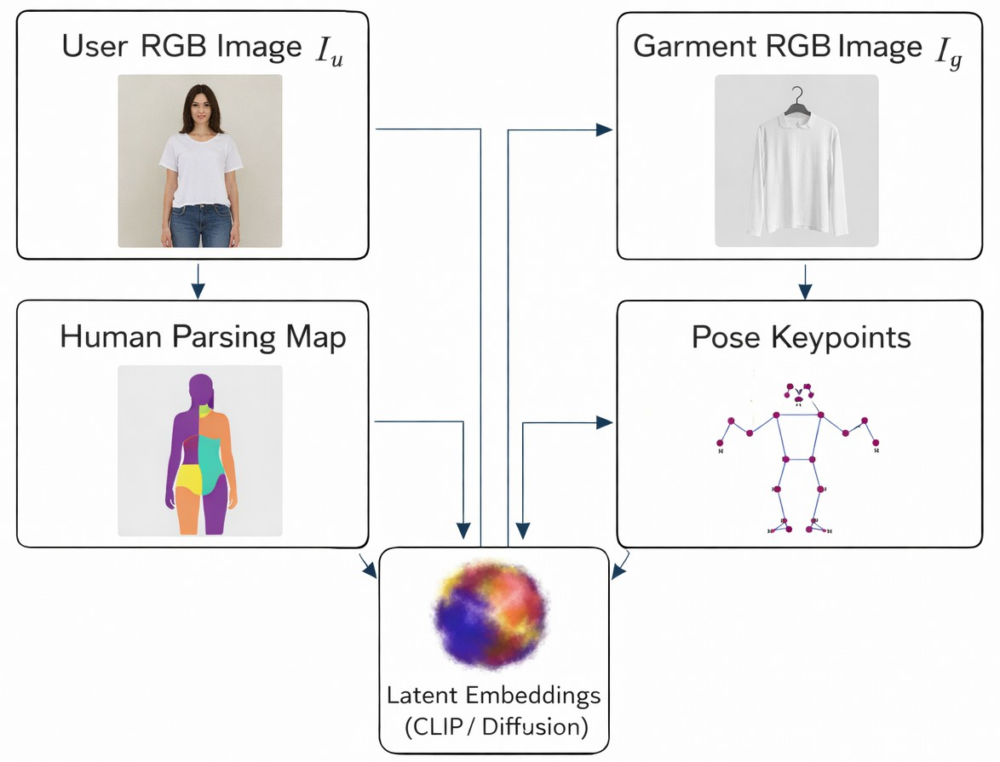 User RGB Image I_u
Garment RGB Image I_g
Human Parsing Map
Pose Keypoints
Latent Embeddings
(CLIP / Diffusion)